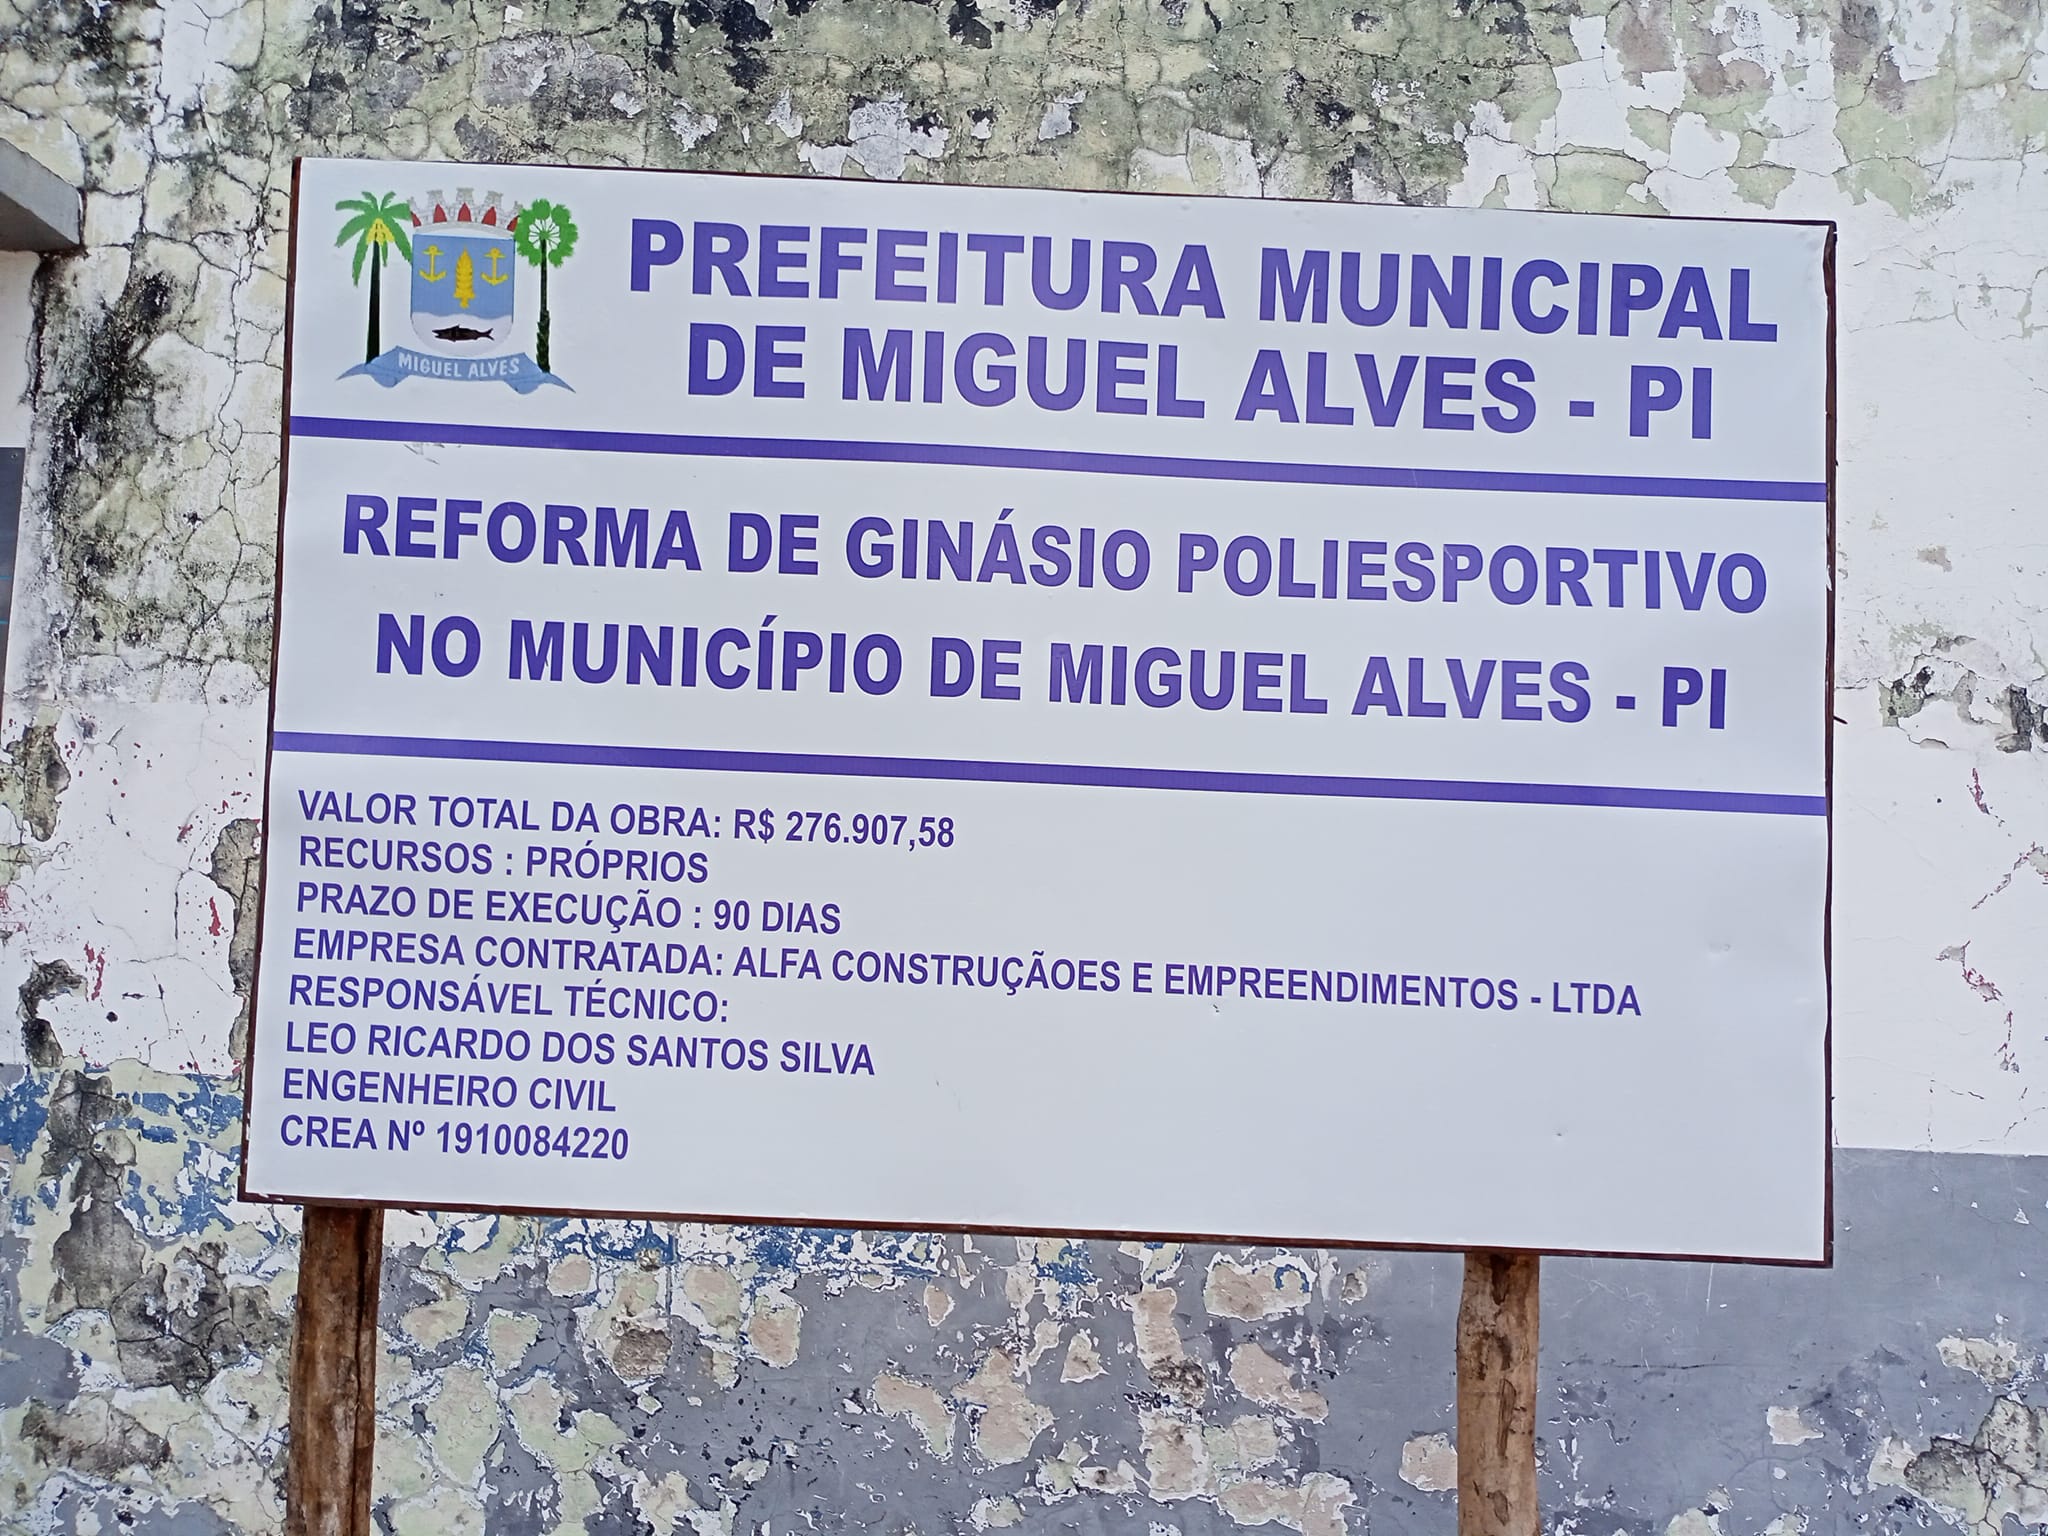 MIGUEL ALVES
PREFEITURA MUNICIPAL
DE MIGUEL ALVES - PI
REFORMA DE GINÁSIO POLIESPORTIVO
NO MUNICÍPIO DE MIGUEL ALVES - PI
VALOR TOTAL DA OBRA: R$ 276.907,58
RECURSOS : PRÓPRIOS
PRAZO DE EXECUÇÃO : 90 DIAS
EMPRESA CONTRATADA: ALFA CONSTRUÇÃOES E EMPREENDIMENTOS - LTDA
RESPONSÁVEL TÉCNICO:
LEO RICARDO DOS SANTOS SILVA
ENGENHEIRO CIVIL
CREA Nº 1910084220